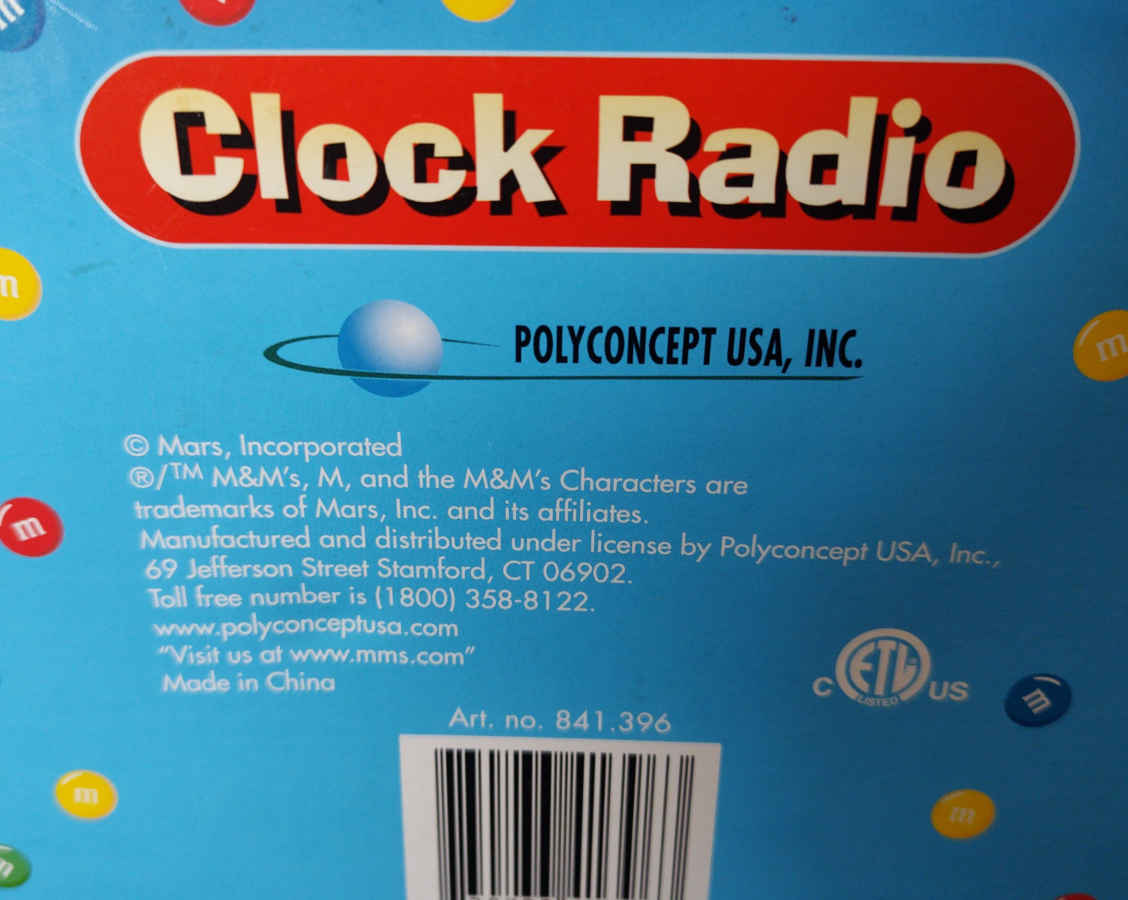 Clock Radio
POLYCONCEPT USA, INC.
© Mars, Incorporated
®/™ M&M's, M, and the M&M's Characters are
trademarks of Mars, Inc. and its affiliates.
Manufactured and distributed under license by Polyconcept USA, Inc.,
69 Jefferson Street Stamford, CT 06902.
Toll free number is (1800) 358-8122.
www.polyconceptusa.com
"Visit us at www.mms.com"
Made in China
C ETL US
LISTED
Art. no. 841.396
m
m
m
m
m
m
m
m